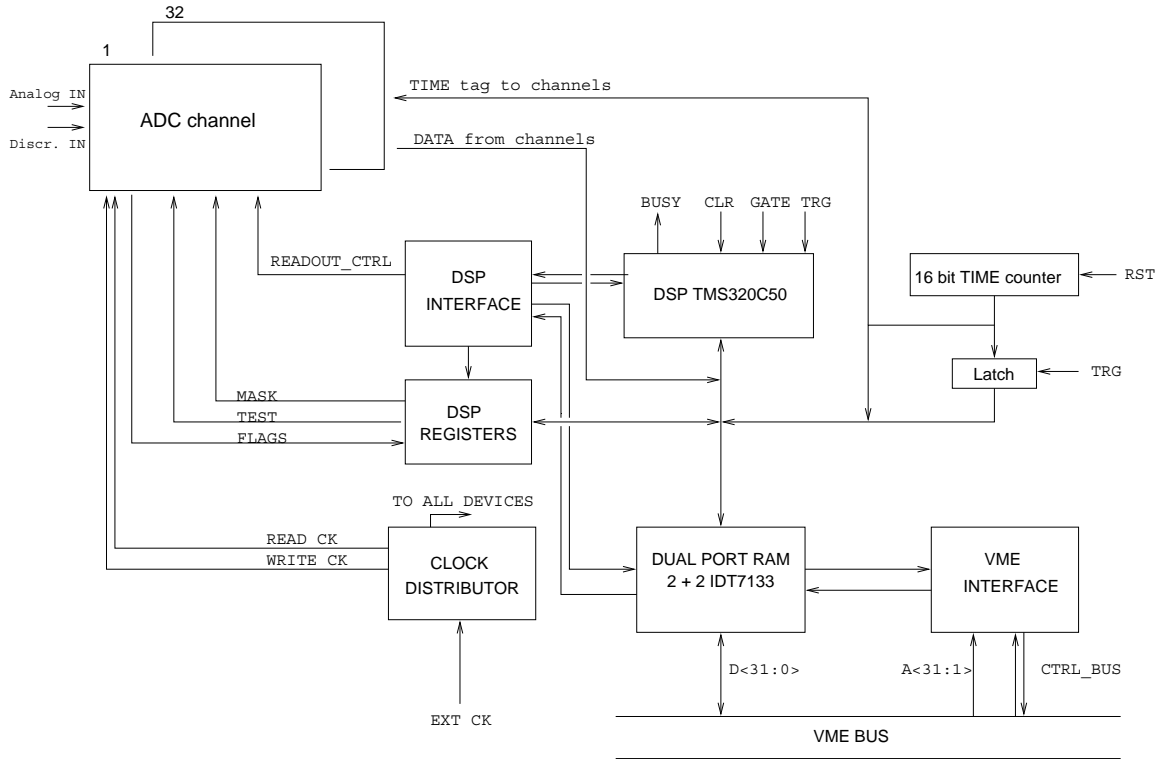 32
1
TIME tag to channels
Analog IN
ADC channel
DATA from channels
Discr. IN
BUSY
CLR
GATE
TRG
READOUT_CTRL
DSP
INTERFACE
DSP TMS320C50
16 bit TIME counter
RST
Latch
TRG
MASK
TEST
FLAGS
DSP
REGISTERS
TO ALL DEVICES
READ CK
WRITE CK
CLOCK
DISTRIBUTOR
DUAL PORT RAM
2 + 2 IDT7133
VME
INTERFACE
D<31:0>
A<31:1>
CTRL_BUS
EXT CK
VME BUS